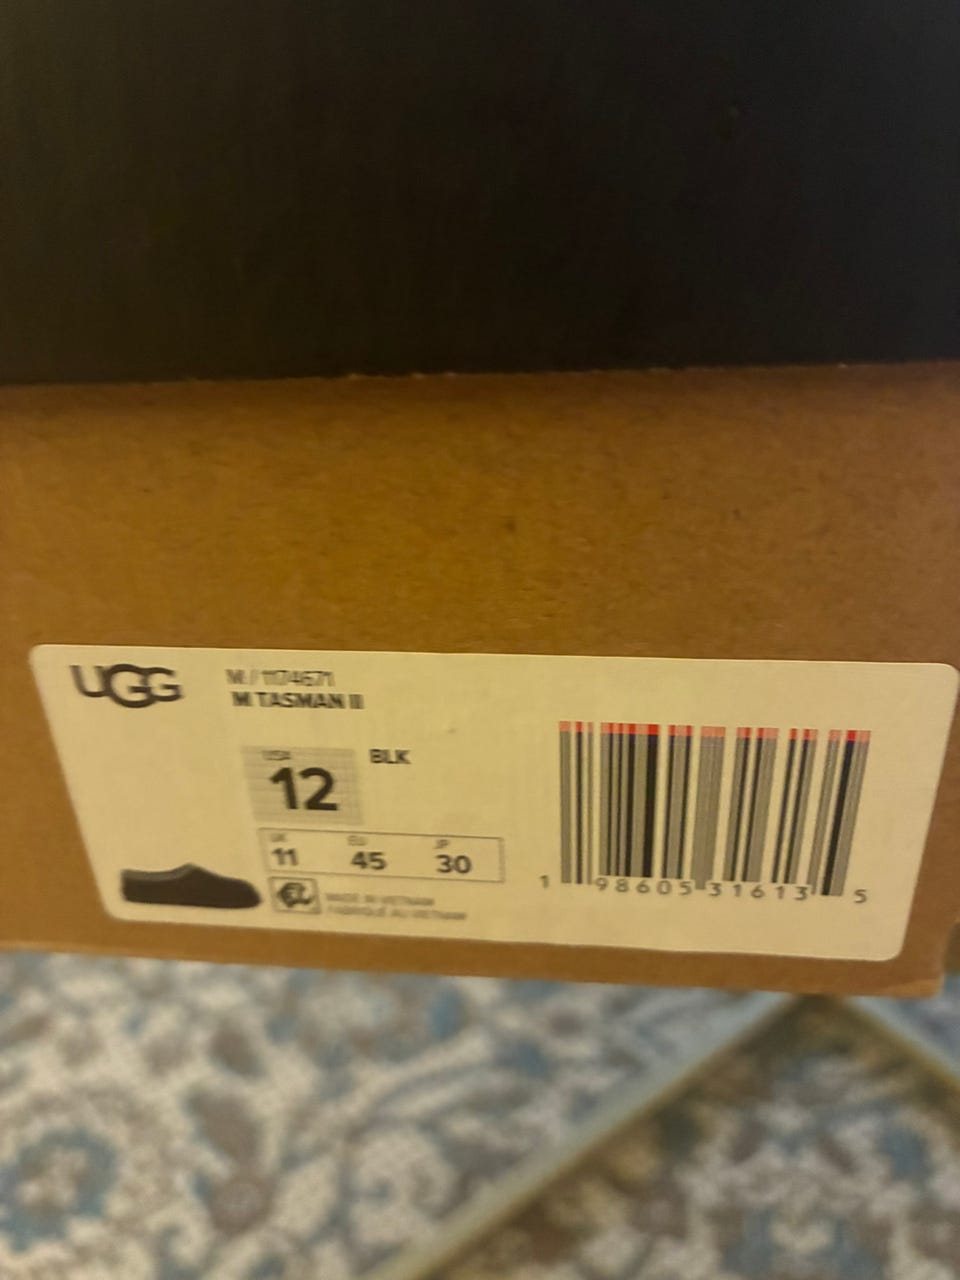 UGG
M / 1174671
M TASMAN II
USA
12
BLK
UK EU JP
11 45 30
MADE IN VIETNAM
FABRIQUÉ AU VIETNAM
1 98605 31613 5